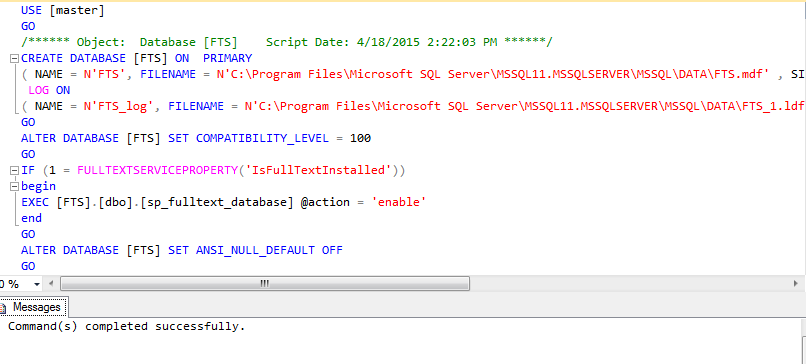 USE [master]
GO
/****** Object:  Database [FTS]    Script Date: 4/18/2015 2:22:03 PM ******/
CREATE DATABASE [FTS] ON  PRIMARY
( NAME = N'FTS', FILENAME = N'C:\Program Files\Microsoft SQL Server\MSSQL11.MSSQLSERVER\MSSQL\DATA\FTS.mdf' , SI
 LOG ON
( NAME = N'FTS_log', FILENAME = N'C:\Program Files\Microsoft SQL Server\MSSQL11.MSSQLSERVER\MSSQL\DATA\FTS_1.ldf
GO
ALTER DATABASE [FTS] SET COMPATIBILITY_LEVEL = 100
GO
IF (1 = FULLTEXTSERVICEPROPERTY('IsFullTextInstalled'))
begin
EXEC [FTS].[dbo].[sp_fulltext_database] @action = 'enable'
end
GO
ALTER DATABASE [FTS] SET ANSI_NULL_DEFAULT OFF
GO
0 %
Messages
Command(s) completed successfully.